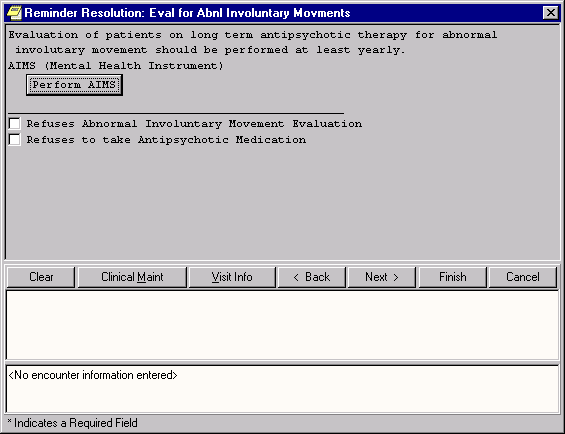 Reminder Resolution: Eval for Abnl Involuntary Movments
Evaluation of patients on long term antipsychotic therapy for abnormal
involutary movement should be performed at least yearly.
AIMS (Mental Health Instrument)
Perform AIMS
Refuses Abnormal Involuntary Movement Evaluation
Refuses to take Antipsychotic Medication
Clear Clinical Maint Visit Info < Back Next > Finish Cancel
<No encounter information entered>
* Indicates a Required Field